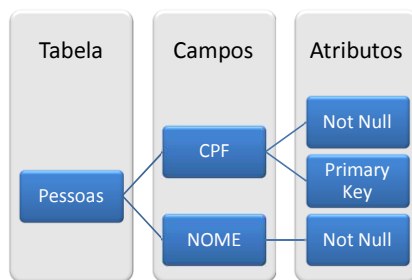 Tabela
Campos
Atributos
Pessoas
CPF
NOME
Not Null
Primary
Key
Not Null